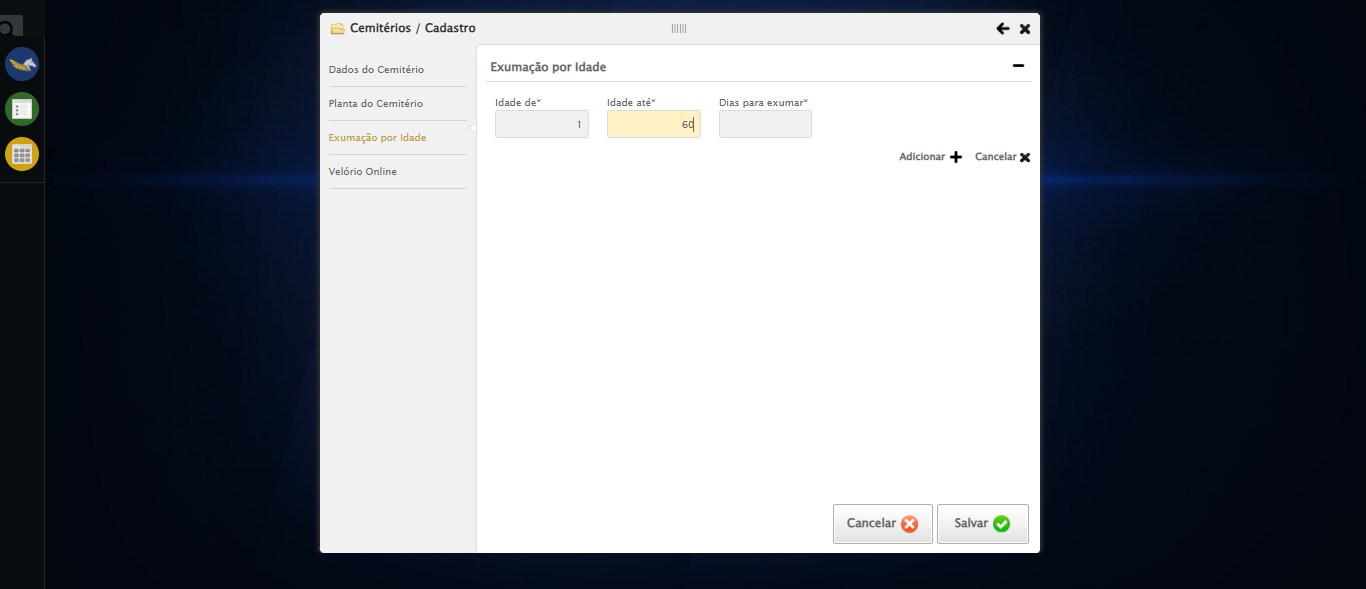 Cemitérios / Cadastro
Dados do Cemitério
Planta do Cemitério
Exumação por Idade
Velório Online
Exumação por Idade
Idade de* Idade até* Dias para exumar*
1 60
Adicionar Cancelar
Cancelar Salvar